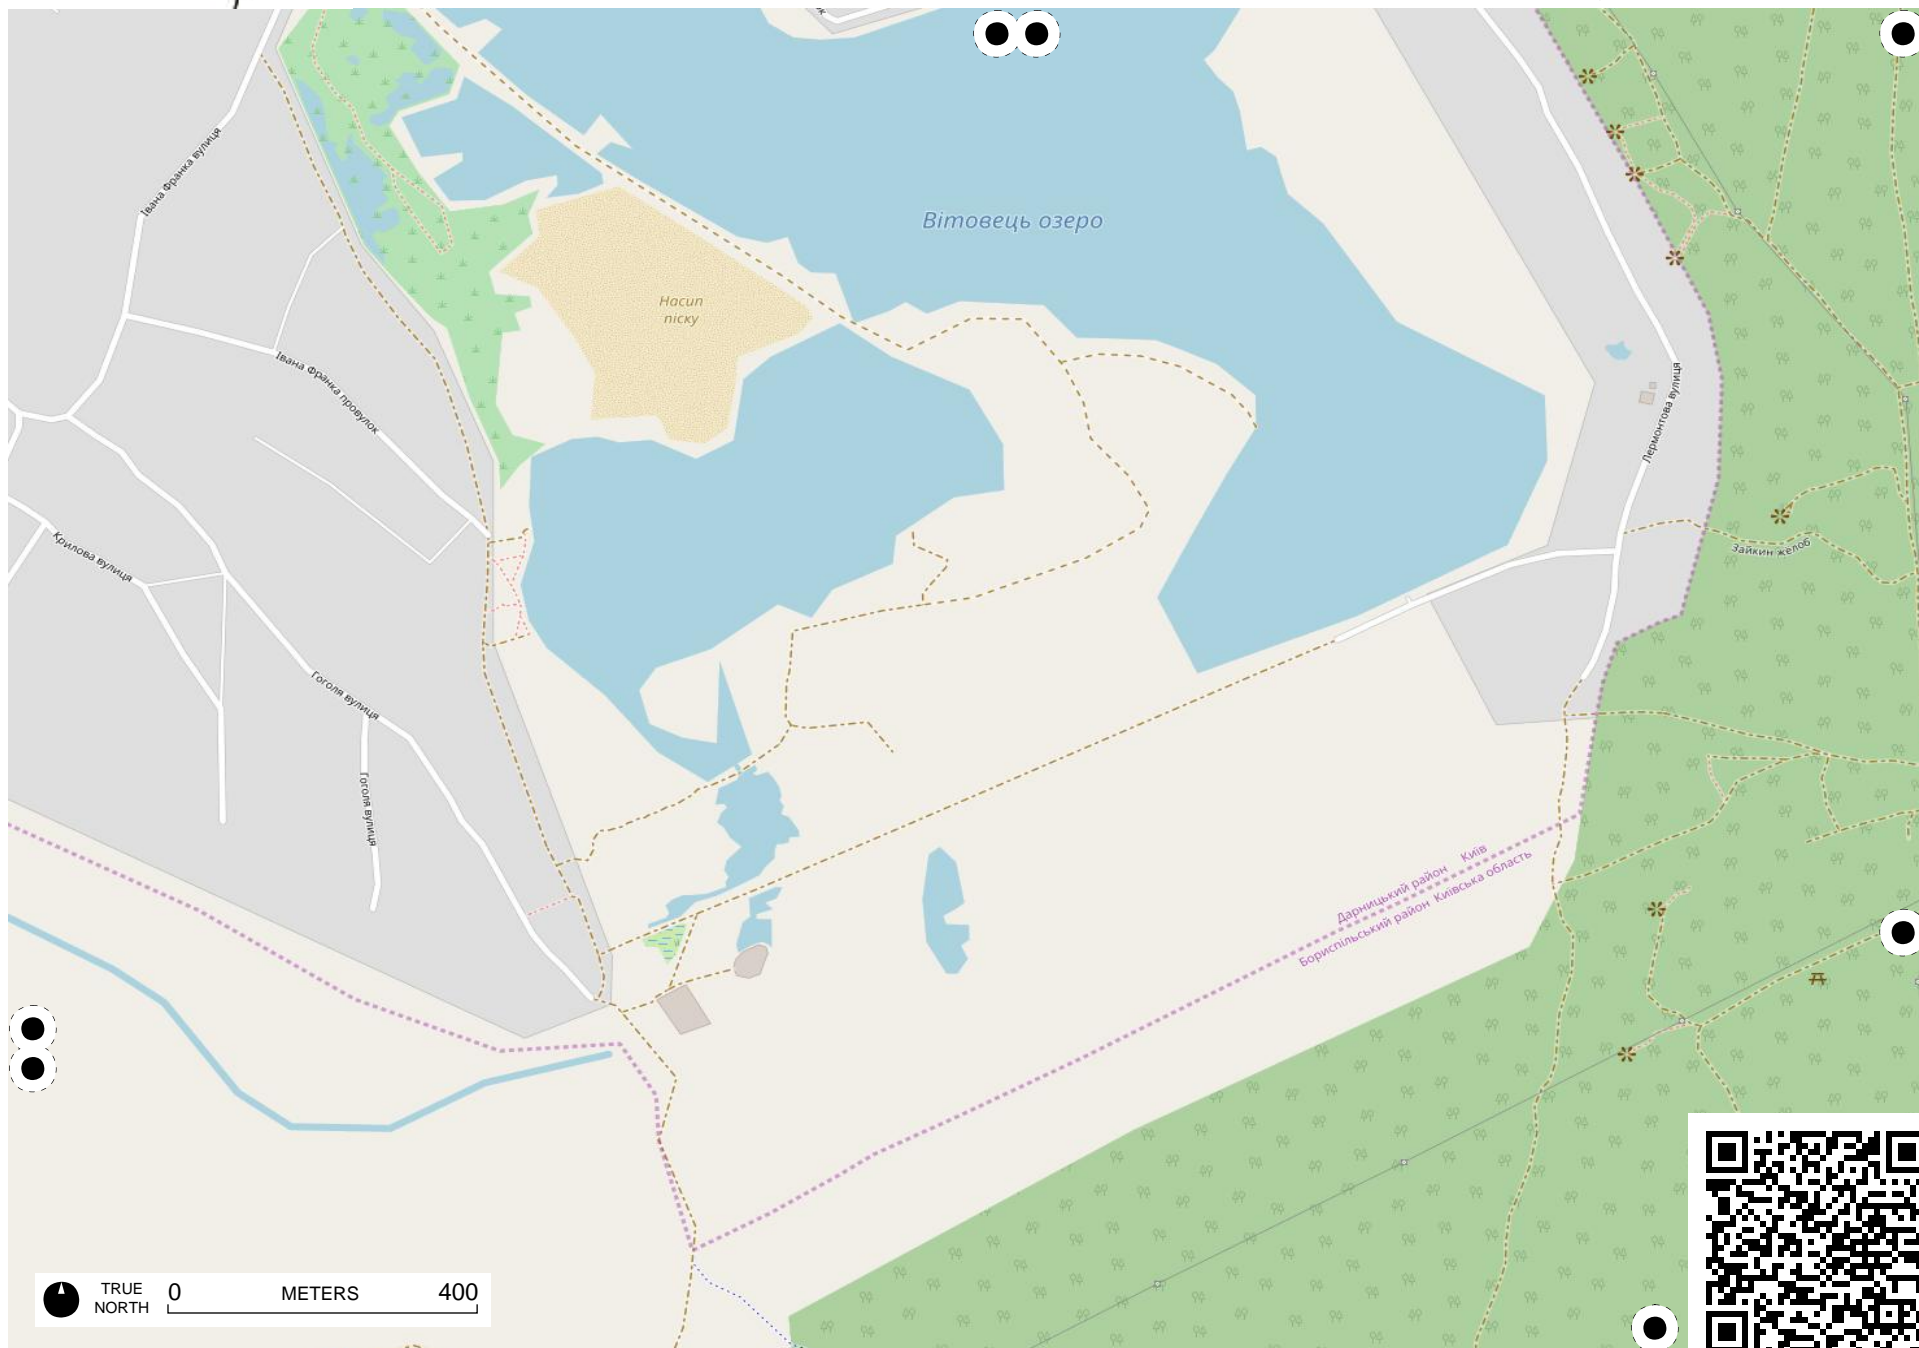 Івана Франка вулиця
Вітовець озеро
Насип
піску
Івана Франка провулок
Лермонтова вулиця
Зайкин желоб
Крилова вулиця
Гоголя вулиця
Гоголя вулиця
Дарницький район Київ
Бориспільський район Київська область
TRUE
NORTH
0 METERS 400